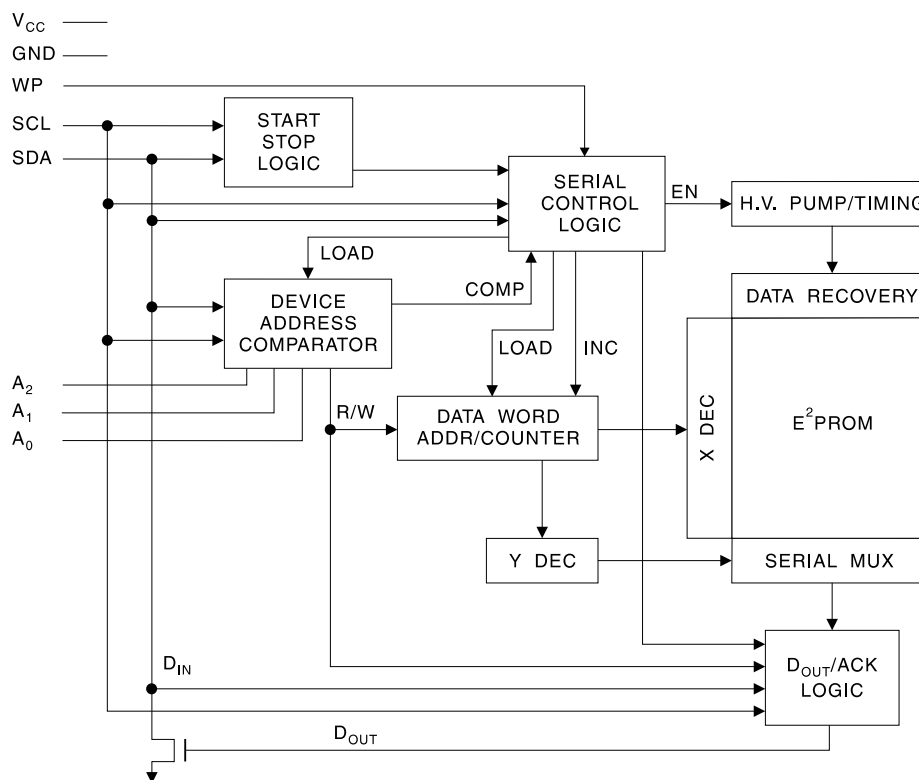 V_CC
GND
WP
SCL
SDA
START
STOP
LOGIC
SERIAL
CONTROL
LOGIC
EN
H.V. PUMP/TIMING
LOAD
COMP
DEVICE
ADDRESS
COMPARATOR
DATA RECOVERY
LOAD
INC
A_2
A_1
A_0
R/W
DATA WORD
ADDR/COUNTER
X DEC
E^2PROM
Y DEC
SERIAL MUX
D_IN
D_OUT/ACK
LOGIC
D_OUT